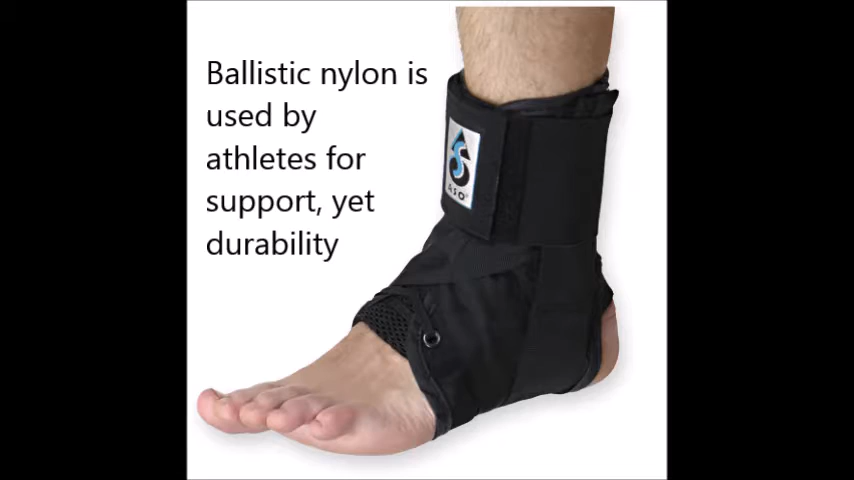 Ballistic nylon is
used by
athletes for
support, yet
durability
ASO